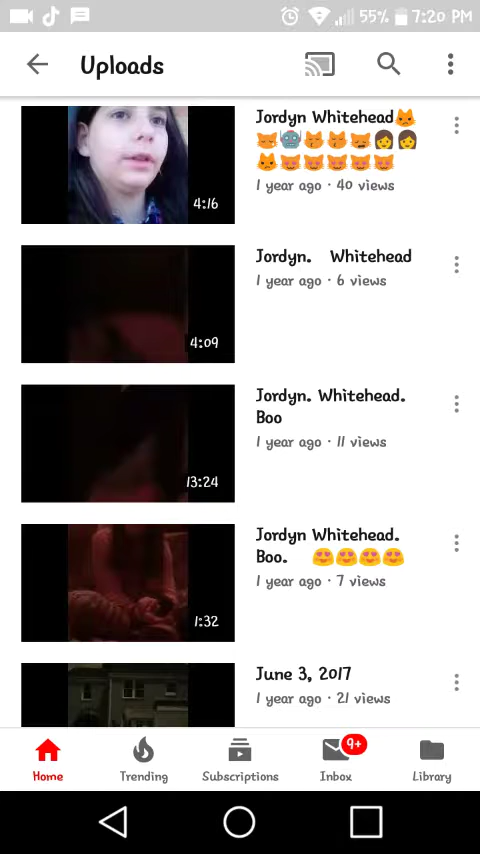 55% 7:20 PM
Uploads
Jordyn Whitehead
1 year ago · 40 views
4:16
Jordyn. Whitehead
1 year ago · 6 views
4:09
Jordyn. Whitehead.
Boo
1 year ago · 11 views
13:24
Jordyn Whitehead.
Boo.
1 year ago · 7 views
1:32
June 3, 2017
1 year ago · 21 views
9+
Home Trending Subscriptions Inbox Library